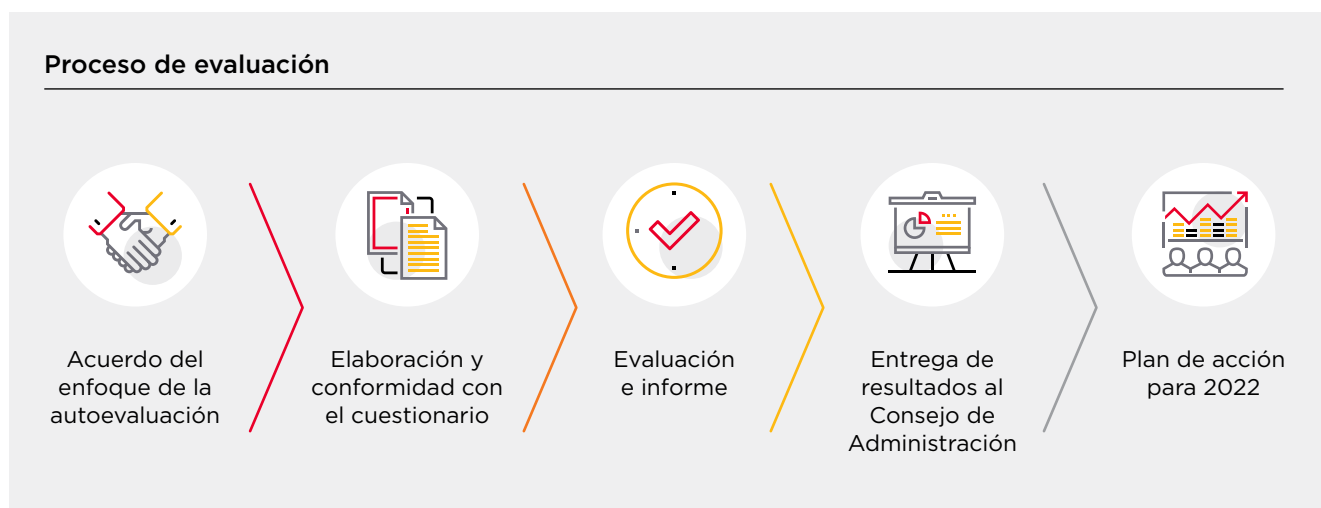 Proceso de evaluación
Acuerdo del
enfoque de la
autoevaluación
Elaboración y
conformidad con
el cuestionario
Evaluación
e informe
Entrega de
resultados al
Consejo de
Administración
Plan de acción
para 2022